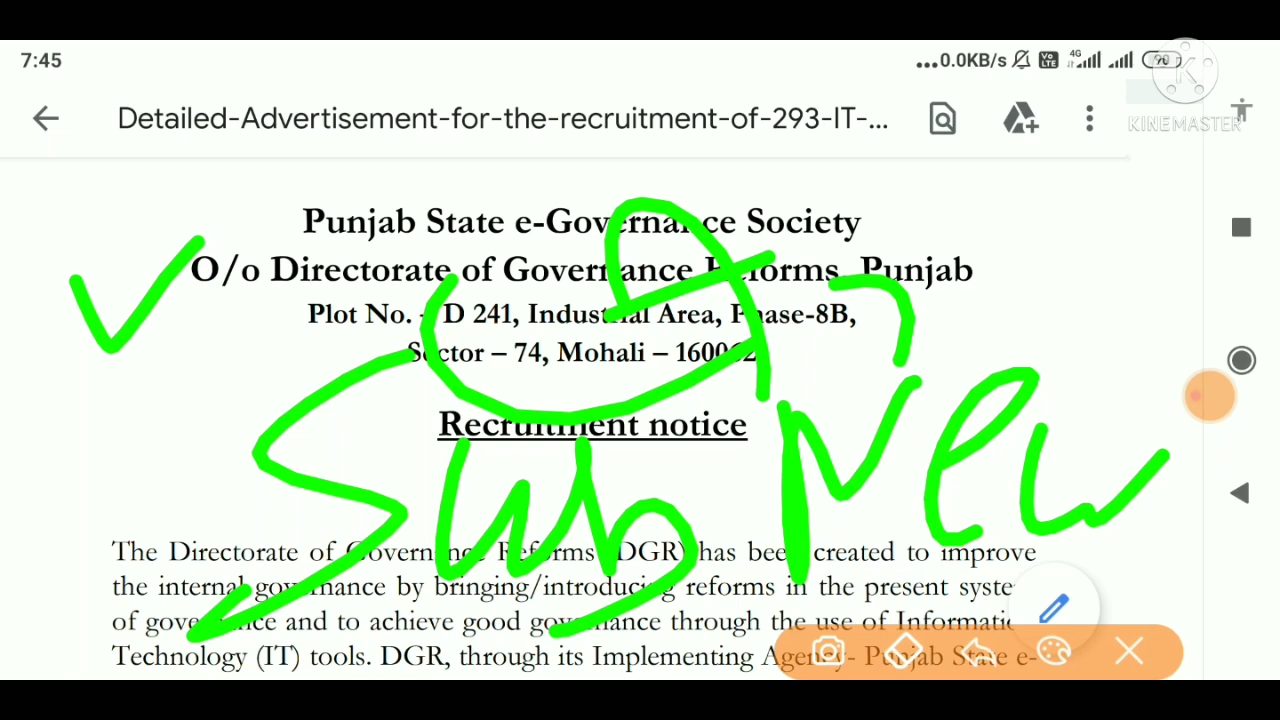 7:45
...0.0KB/s Vo LTE 4G 90
KINEMASTER
Detailed-Advertisement-for-the-recruitment-of-293-IT-...
Punjab State e-Governance Society
O/o Directorate of Governance Reforms, Punjab
Plot No. – D 241, Industrial Area, Phase-8B,
Sector – 74, Mohali – 160062
Recruitment notice
Sub
The Directorate of Governance Reforms (DGR) has been created to improve
the internal governance by bringing/introducing reforms in the present system
of governance and to achieve good governance through the use of Information
Technology (IT) tools. DGR, through its Implementing Agency- Punjab State e-